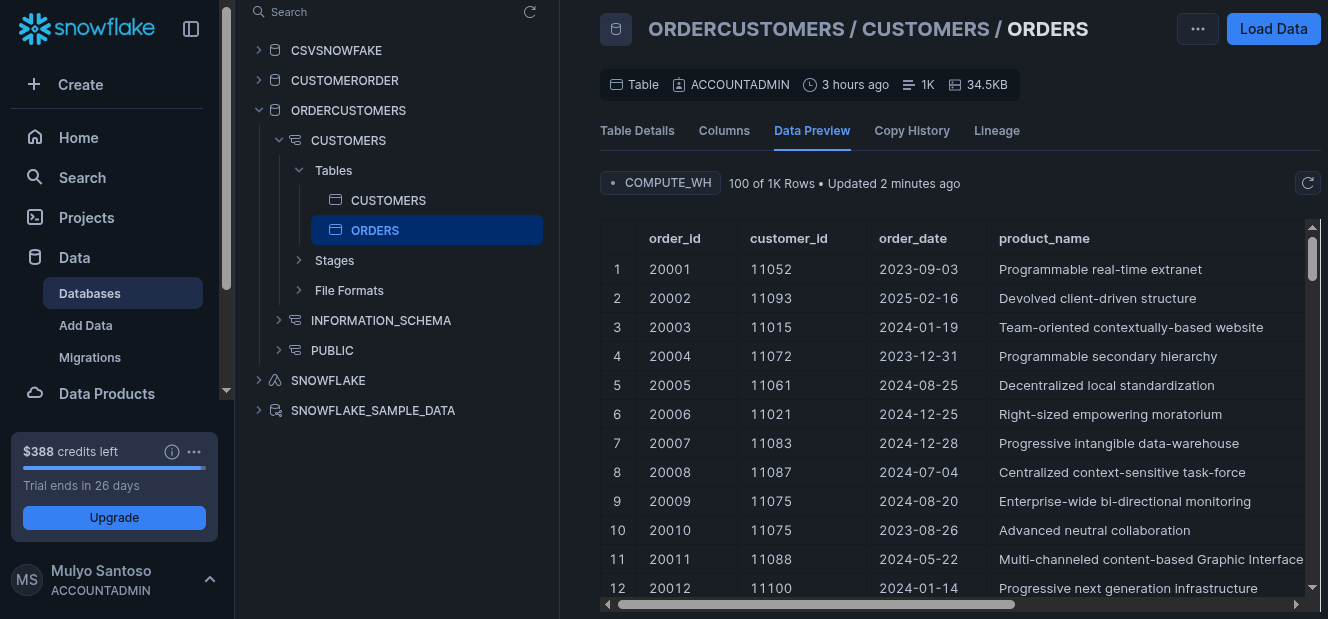 snowflake
Create
Home
Search
Projects
Data
Databases
Add Data
Migrations
Data Products
$388 credits left
Trial ends in 26 days
Upgrade
MS
Mulyo Santoso
ACCOUNTADMIN
Search
CSVSNOWFAKE
CUSTOMERORDER
ORDERCUSTOMERS
CUSTOMERS
Tables
CUSTOMERS
ORDERS
Stages
File Formats
INFORMATION_SCHEMA
PUBLIC
SNOWFLAKE
SNOWFLAKE_SAMPLE_DATA
ORDERCUSTOMERS / CUSTOMERS / ORDERS
Load Data
Table ACCOUNTADMIN 3 hours ago 1K 34.5KB
Table Details Columns Data Preview Copy History Lineage
• COMPUTE_WH 100 of 1K Rows • Updated 2 minutes ago
order_id customer_id order_date product_name
1 20001 11052 2023-09-03 Programmable real-time extranet
2 20002 11093 2025-02-16 Devolved client-driven structure
3 20003 11015 2024-01-19 Team-oriented contextually-based website
4 20004 11072 2023-12-31 Programmable secondary hierarchy
5 20005 11061 2024-08-25 Decentralized local standardization
6 20006 11021 2024-12-25 Right-sized empowering moratorium
7 20007 11083 2024-12-28 Progressive intangible data-warehouse
8 20008 11087 2024-07-04 Centralized context-sensitive task-force
9 20009 11075 2024-08-20 Enterprise-wide bi-directional monitoring
10 20010 11075 2023-08-26 Advanced neutral collaboration
11 20011 11088 2024-05-22 Multi-channeled content-based Graphic Interface
12 20012 11100 2024-01-14 Progressive next generation infrastructure